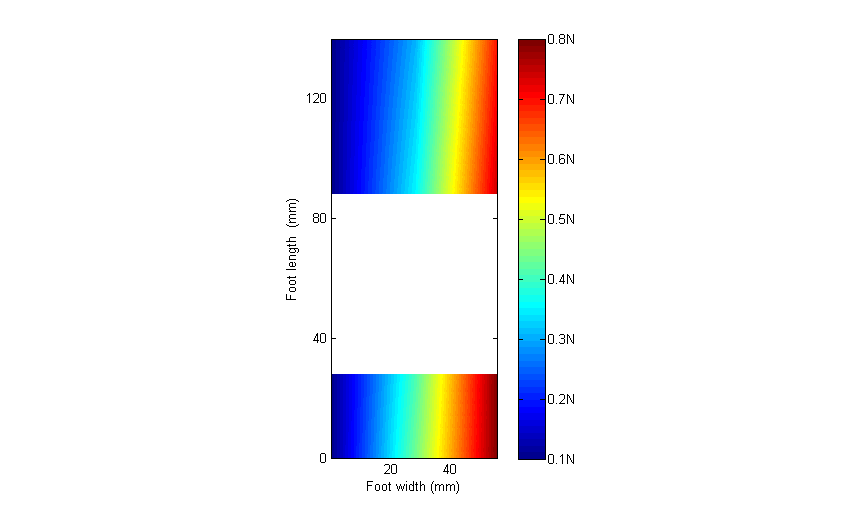 120
80
40
0
Foot length (mm)
20 40
Foot width (mm)
0.8N
0.7N
0.6N
0.5N
0.4N
0.3N
0.2N
0.1N